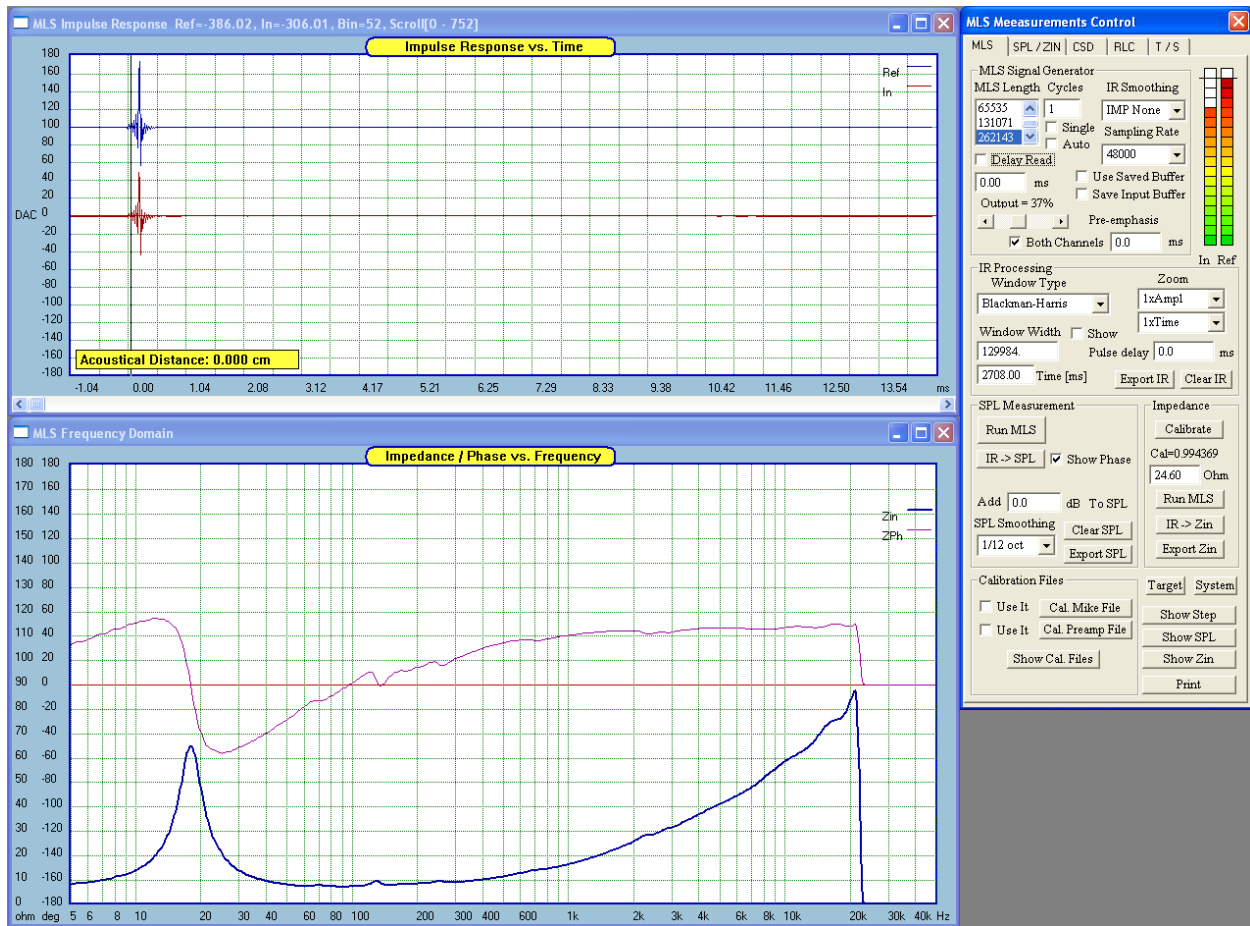 MLS Impulse Response Ref=-386.02, In=-306.01, Bin=52, Scroll[0 - 752]
Impulse Response vs. Time
180
160
140
120
100
80
60
40
20
DAC 0
-20
-40
-60
-80
-100
-120
-140
-160
-180
Ref
In
Acoustical Distance: 0.000 cm
-1.04 0.00 1.04 2.08 3.12 4.17 5.21 6.25 7.29 8.33 9.38 10.42 11.46 12.50 13.54 ms
MLS Frequency Domain
Impedance / Phase vs. Frequency
180 180
170 160
160 140
150 120
140 100
130 80
120 60
110 40
100 20
90 0
80 -20
70 -40
60 -60
50 -80
40 -100
30 -120
20 -140
10 -160
0 -180
Zin
ZPh
ohm deg 5 6 8 10 20 30 40 60 80 100 200 300 400 600 1k 2k 3k 4k 6k 8k 10k 20k 30k 40k Hz
MLS Meeasurements Control
MLS SPL / ZIN CSD RLC T / S
MLS Signal Generator
MLS Length Cycles IR Smoothing
65535
131071
262143
1
IMP None
Single
Auto
Sampling Rate
48000
Delay Read
0.00 ms
Use Saved Buffer
Save Input Buffer
Output = 37%
Pre-emphasis
Both Channels 0.0 ms
In Ref
IR Processing
Window Type Zoom
Blackman-Harris 1xAmpl
1xTime
Window Width Show
129984. Pulse delay 0.0 ms
2708.00 Time [ms] Export IR Clear IR
SPL Measurement
Run MLS
IR -> SPL Show Phase
Add 0.0 dB To SPL
SPL Smoothing Clear SPL
1/12 oct Export SPL
Impedance
Calibrate
Cal=0.994369
24.60 Ohm
Run MLS
IR -> Zin
Export Zin
Calibration Files
Use It Cal. Mike File
Use It Cal. Preamp File
Show Cal. Files
Target System
Show Step
Show SPL
Show Zin
Print